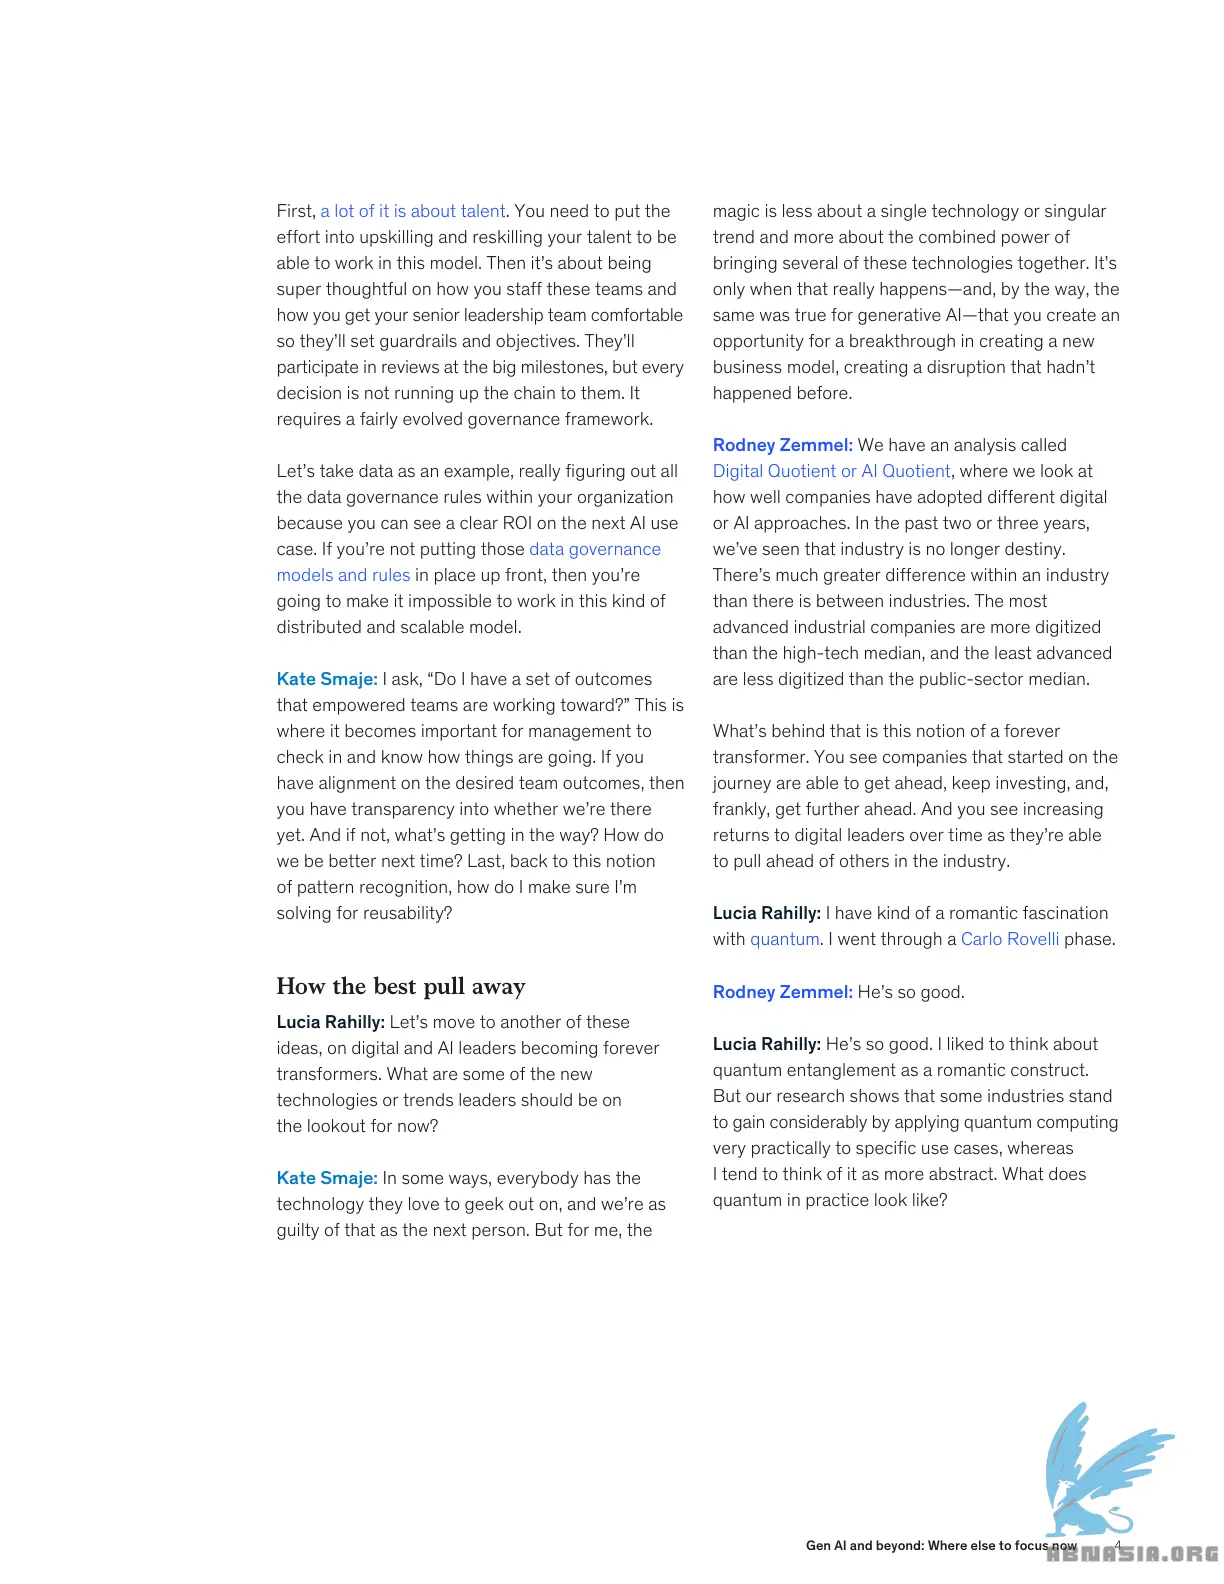 First, a lot of it is about talent. You need to put the
effort into upskilling and reskilling your talent to be
able to work in this model. Then it’s about being
super thoughtful on how you staff these teams and
how you get your senior leadership team comfortable
so they’ll set guardrails and objectives. They’ll
participate in reviews at the big milestones, but every
decision is not running up the chain to them. It
requires a fairly evolved governance framework.
Let’s take data as an example, really figuring out all
the data governance rules within your organization
because you can see a clear ROI on the next AI use
case. If you’re not putting those data governance
models and rules in place up front, then you’re
going to make it impossible to work in this kind of
distributed and scalable model.
Kate Smaje: I ask, “Do I have a set of outcomes
that empowered teams are working toward?” This is
where it becomes important for management to
check in and know how things are going. If you
have alignment on the desired team outcomes, then
you have transparency into whether we’re there
yet. And if not, what’s getting in the way? How do
we be better next time? Last, back to this notion
of pattern recognition, how do I make sure I’m
solving for reusability?
How the best pull away
Lucia Rahilly: Let’s move to another of these
ideas, on digital and AI leaders becoming forever
transformers. What are some of the new
technologies or trends leaders should be on
the lookout for now?
Kate Smaje: In some ways, everybody has the
technology they love to geek out on, and we’re as
guilty of that as the next person. But for me, the
magic is less about a single technology or singular
trend and more about the combined power of
bringing several of these technologies together. It’s
only when that really happens—and, by the way, the
same was true for generative AI—that you create an
opportunity for a breakthrough in creating a new
business model, creating a disruption that hadn’t
happened before.
Rodney Zemmel: We have an analysis called
Digital Quotient or AI Quotient, where we look at
how well companies have adopted different digital
or AI approaches. In the past two or three years,
we’ve seen that industry is no longer destiny.
There’s much greater difference within an industry
than there is between industries. The most
advanced industrial companies are more digitized
than the high-tech median, and the least advanced
are less digitized than the public-sector median.
What’s behind that is this notion of a forever
transformer. You see companies that started on the
journey are able to get ahead, keep investing, and,
frankly, get further ahead. And you see increasing
returns to digital leaders over time as they’re able
to pull ahead of others in the industry.
Lucia Rahilly: I have kind of a romantic fascination
with quantum. I went through a Carlo Rovelli phase.
Rodney Zemmel: He’s so good.
Lucia Rahilly: He’s so good. I liked to think about
quantum entanglement as a romantic construct.
But our research shows that some industries stand
to gain considerably by applying quantum computing
very practically to specific use cases, whereas
I tend to think of it as more abstract. What does
quantum in practice look like?
Gen AI and beyond: Where else to focus now 4
ABNASIA.ORG